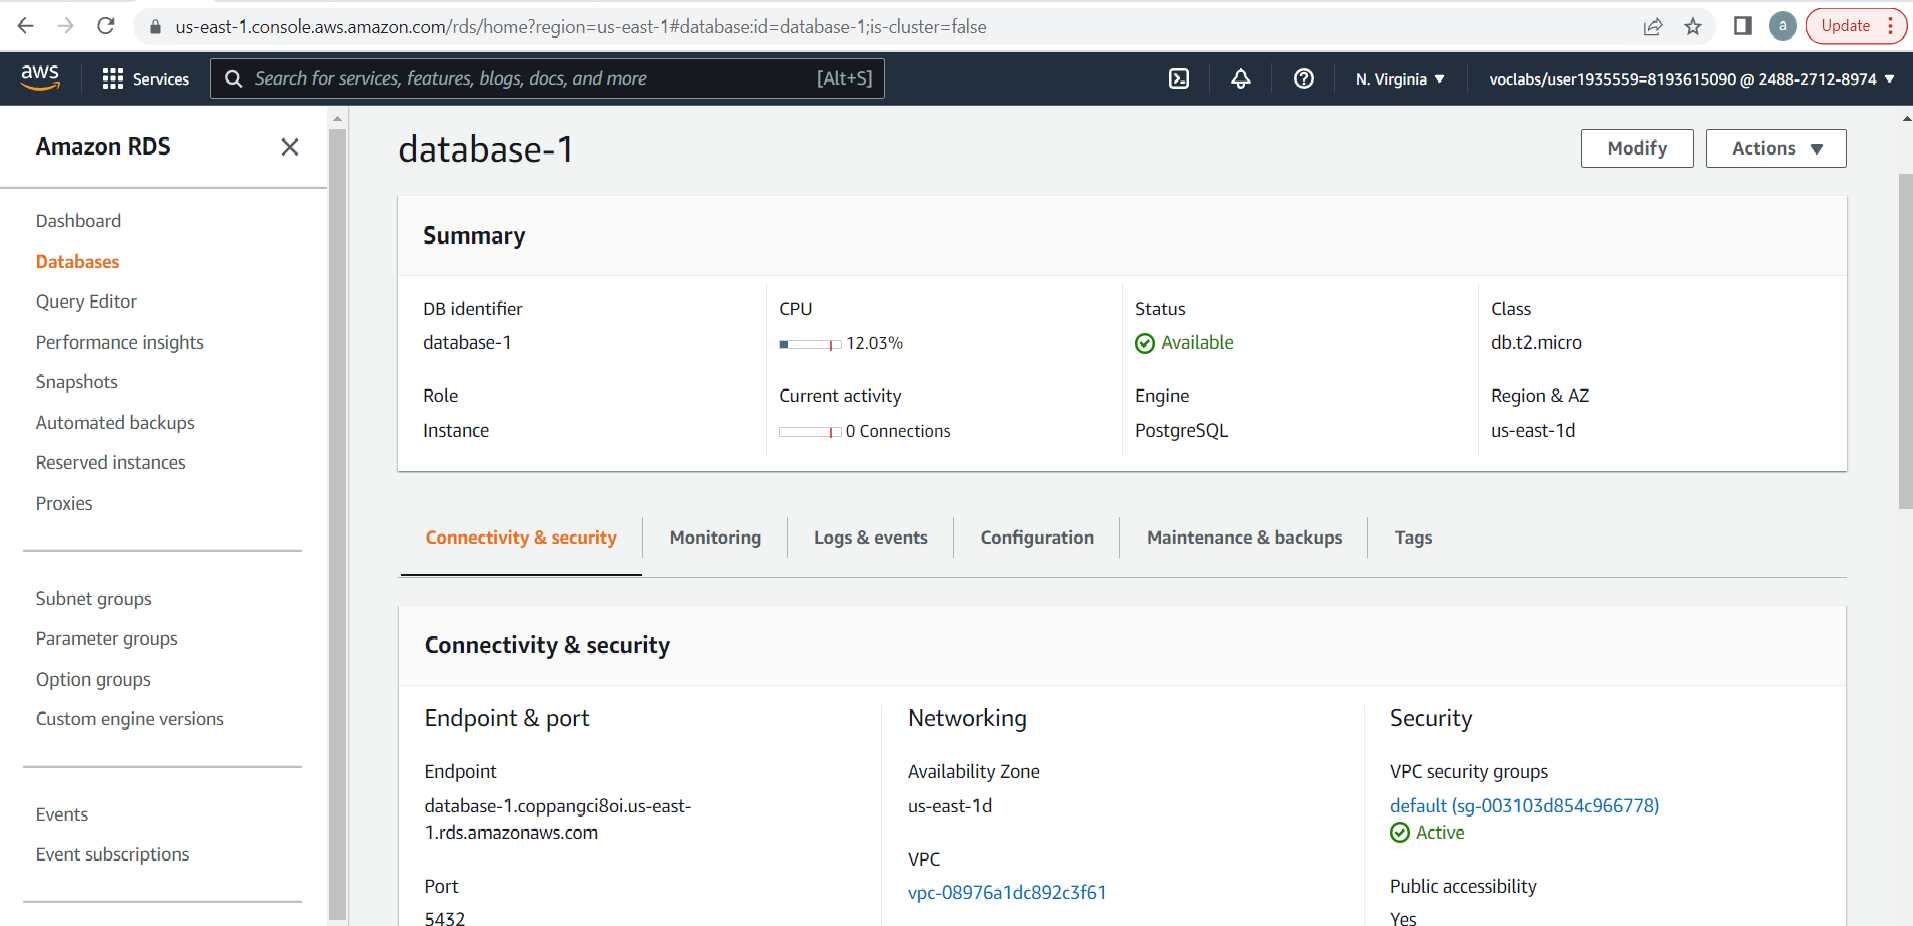 us-east-1.console.aws.amazon.com/rds/home?region=us-east-1#database:id=database-1;is-cluster=false
a
Update
aws
Services
Search for services, features, blogs, docs, and more
[Alt+S]
N. Virginia
voclabs/user1935559=8193615090 @ 2488-2712-8974
Amazon RDS
Dashboard
Databases
Query Editor
Performance insights
Snapshots
Automated backups
Reserved instances
Proxies
Subnet groups
Parameter groups
Option groups
Custom engine versions
Events
Event subscriptions
database-1
Modify
Actions
Summary
DB identifier
database-1
CPU
12.03%
Status
Available
Class
db.t2.micro
Role
Instance
Current activity
0 Connections
Engine
PostgreSQL
Region & AZ
us-east-1d
Connectivity & security
Monitoring
Logs & events
Configuration
Maintenance & backups
Tags
Connectivity & security
Endpoint & port
Endpoint
database-1.coppangci8oi.us-east-
1.rds.amazonaws.com
Port
5432
Networking
Availability Zone
us-east-1d
VPC
vpc-08976a1dc892c3f61
Security
VPC security groups
default (sg-003103d854c966778)
Active
Public accessibility
Yes